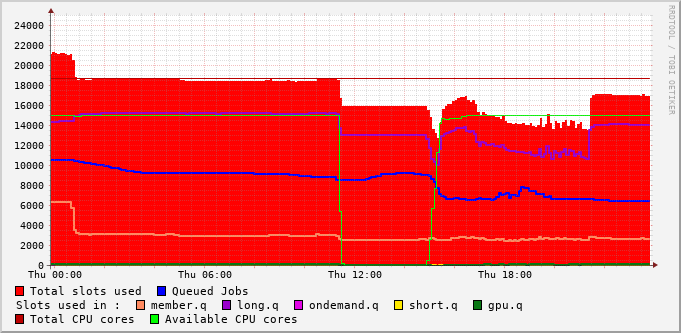 RRDTOOL / TOBI OETIKER
24000
22000
20000
18000
16000
14000
12000
10000
8000
6000
4000
2000
0
Thu 00:00 Thu 06:00 Thu 12:00 Thu 18:00
Total slots used Queued Jobs
Slots used in : member.q long.q ondemand.q short.q gpu.q
Total CPU cores Available CPU cores